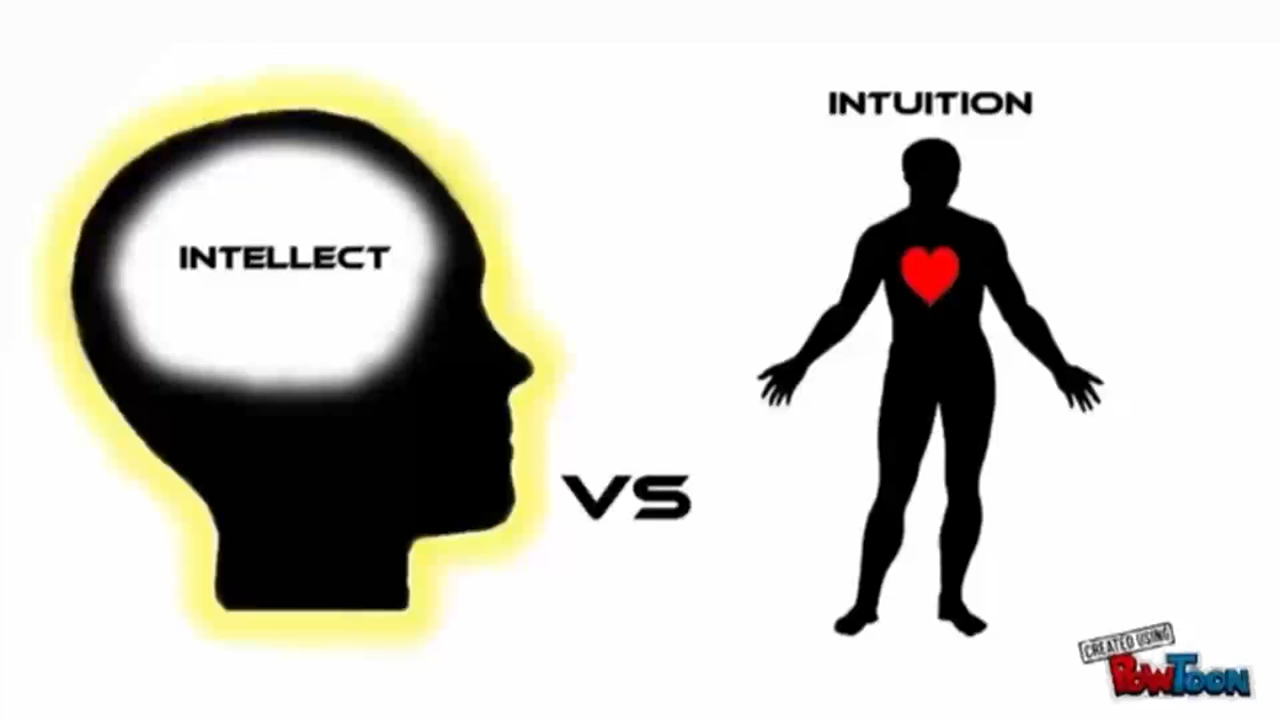 INTUITION
INTELLECT
VS
CREATED USING
POWTOON